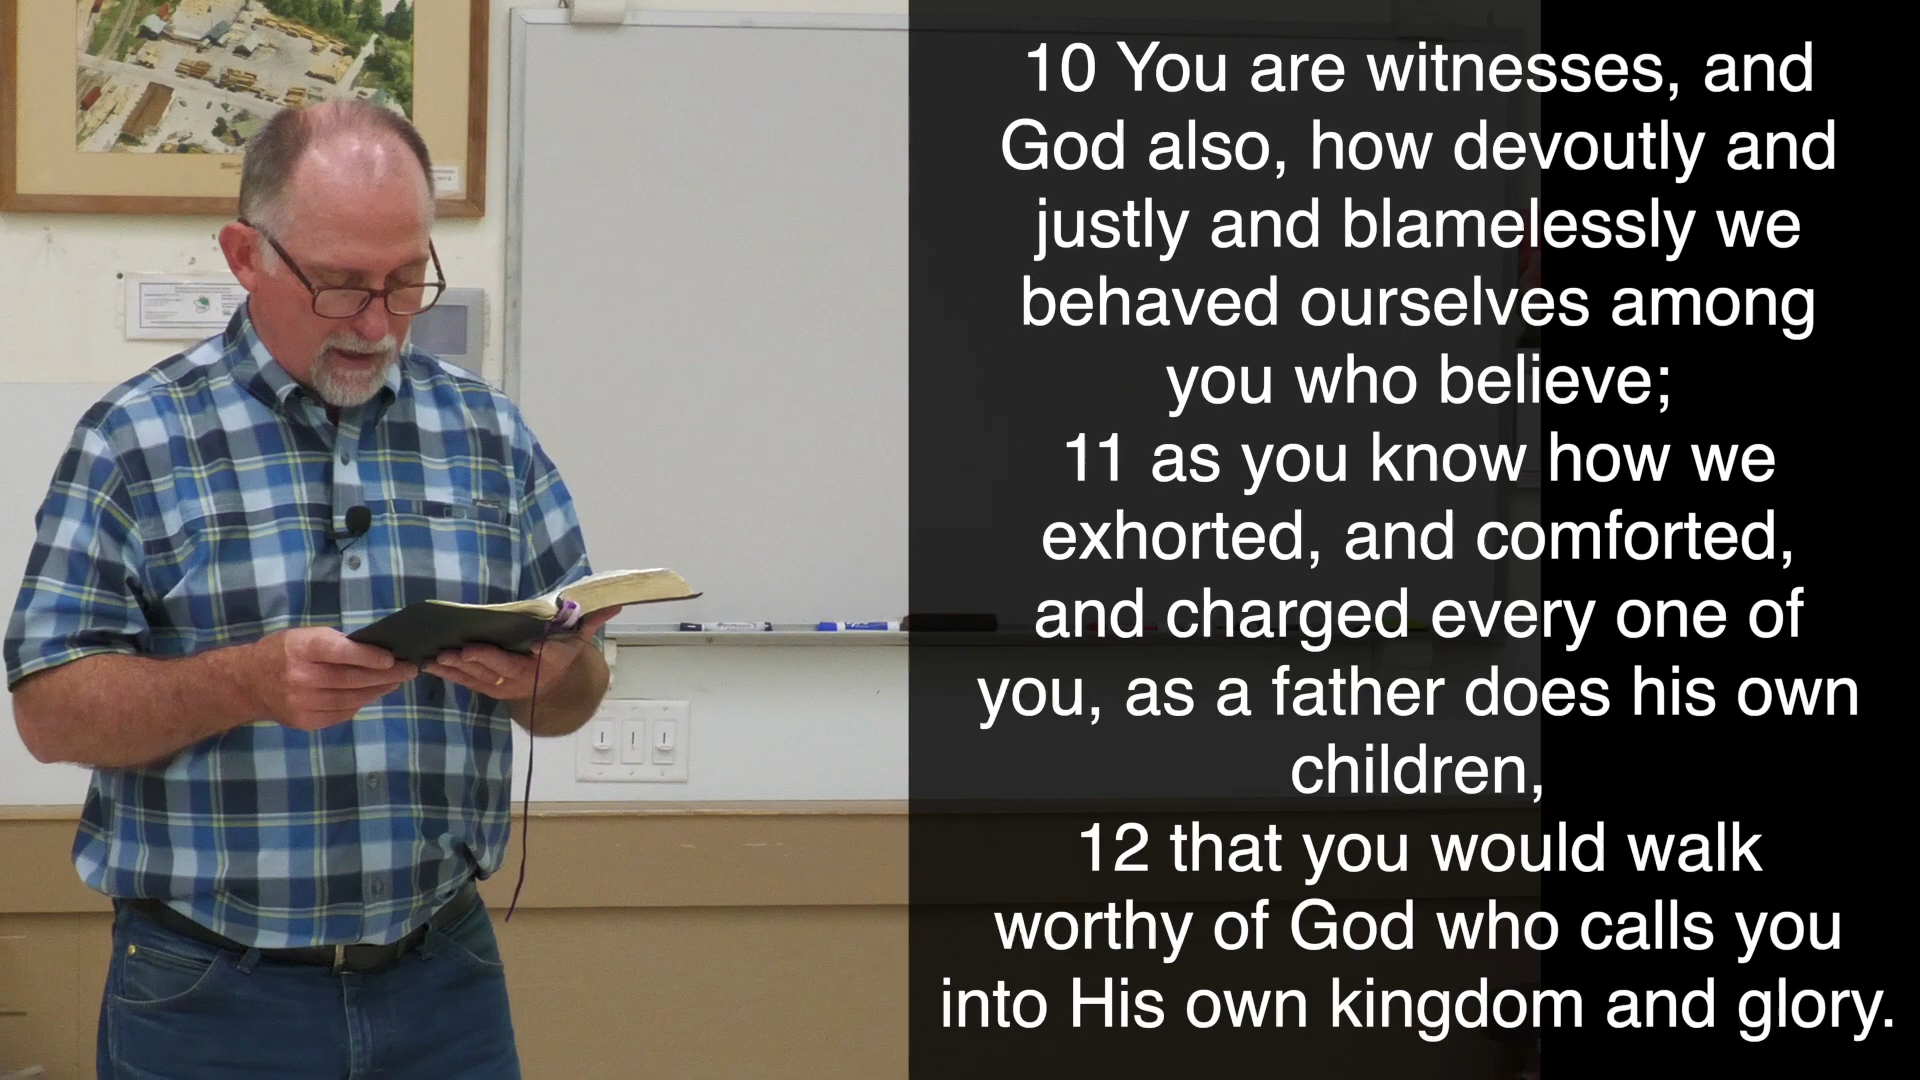 10 You are witnesses, and
God also, how devoutly and
justly and blamelessly we
behaved ourselves among
you who believe;
11 as you know how we
exhorted, and comforted,
and charged every one of
you, as a father does his own
children,
12 that you would walk
worthy of God who calls you
into His own kingdom and glory.